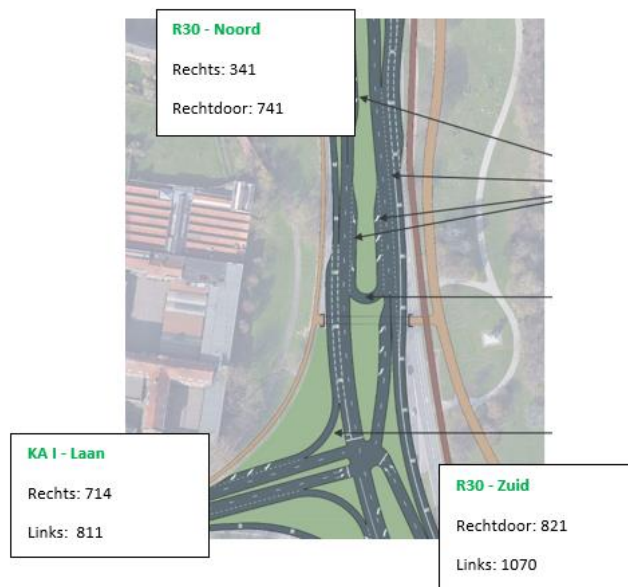 R30 - Noord
Rechts: 341
Rechtdoor: 741
KA I - Laan
Rechts: 714
Links: 811
R30 - Zuid
Rechtdoor: 821
Links: 1070